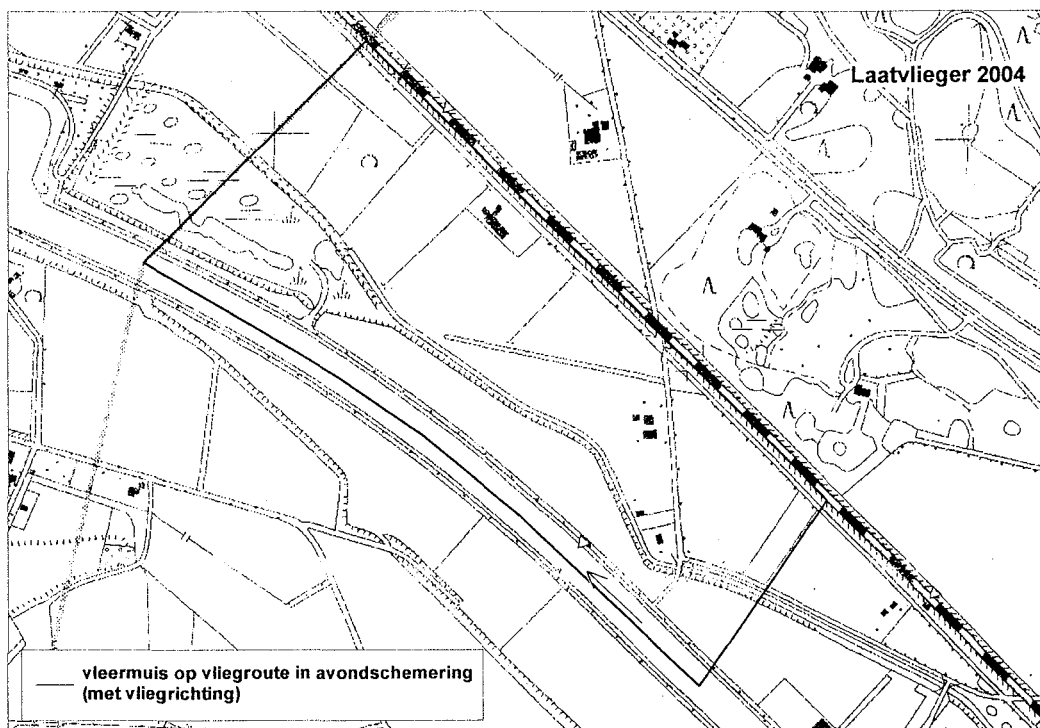 Laatvlieger 2004
vleermuis op vliegroute in avondschemering
(met vliegrichting)